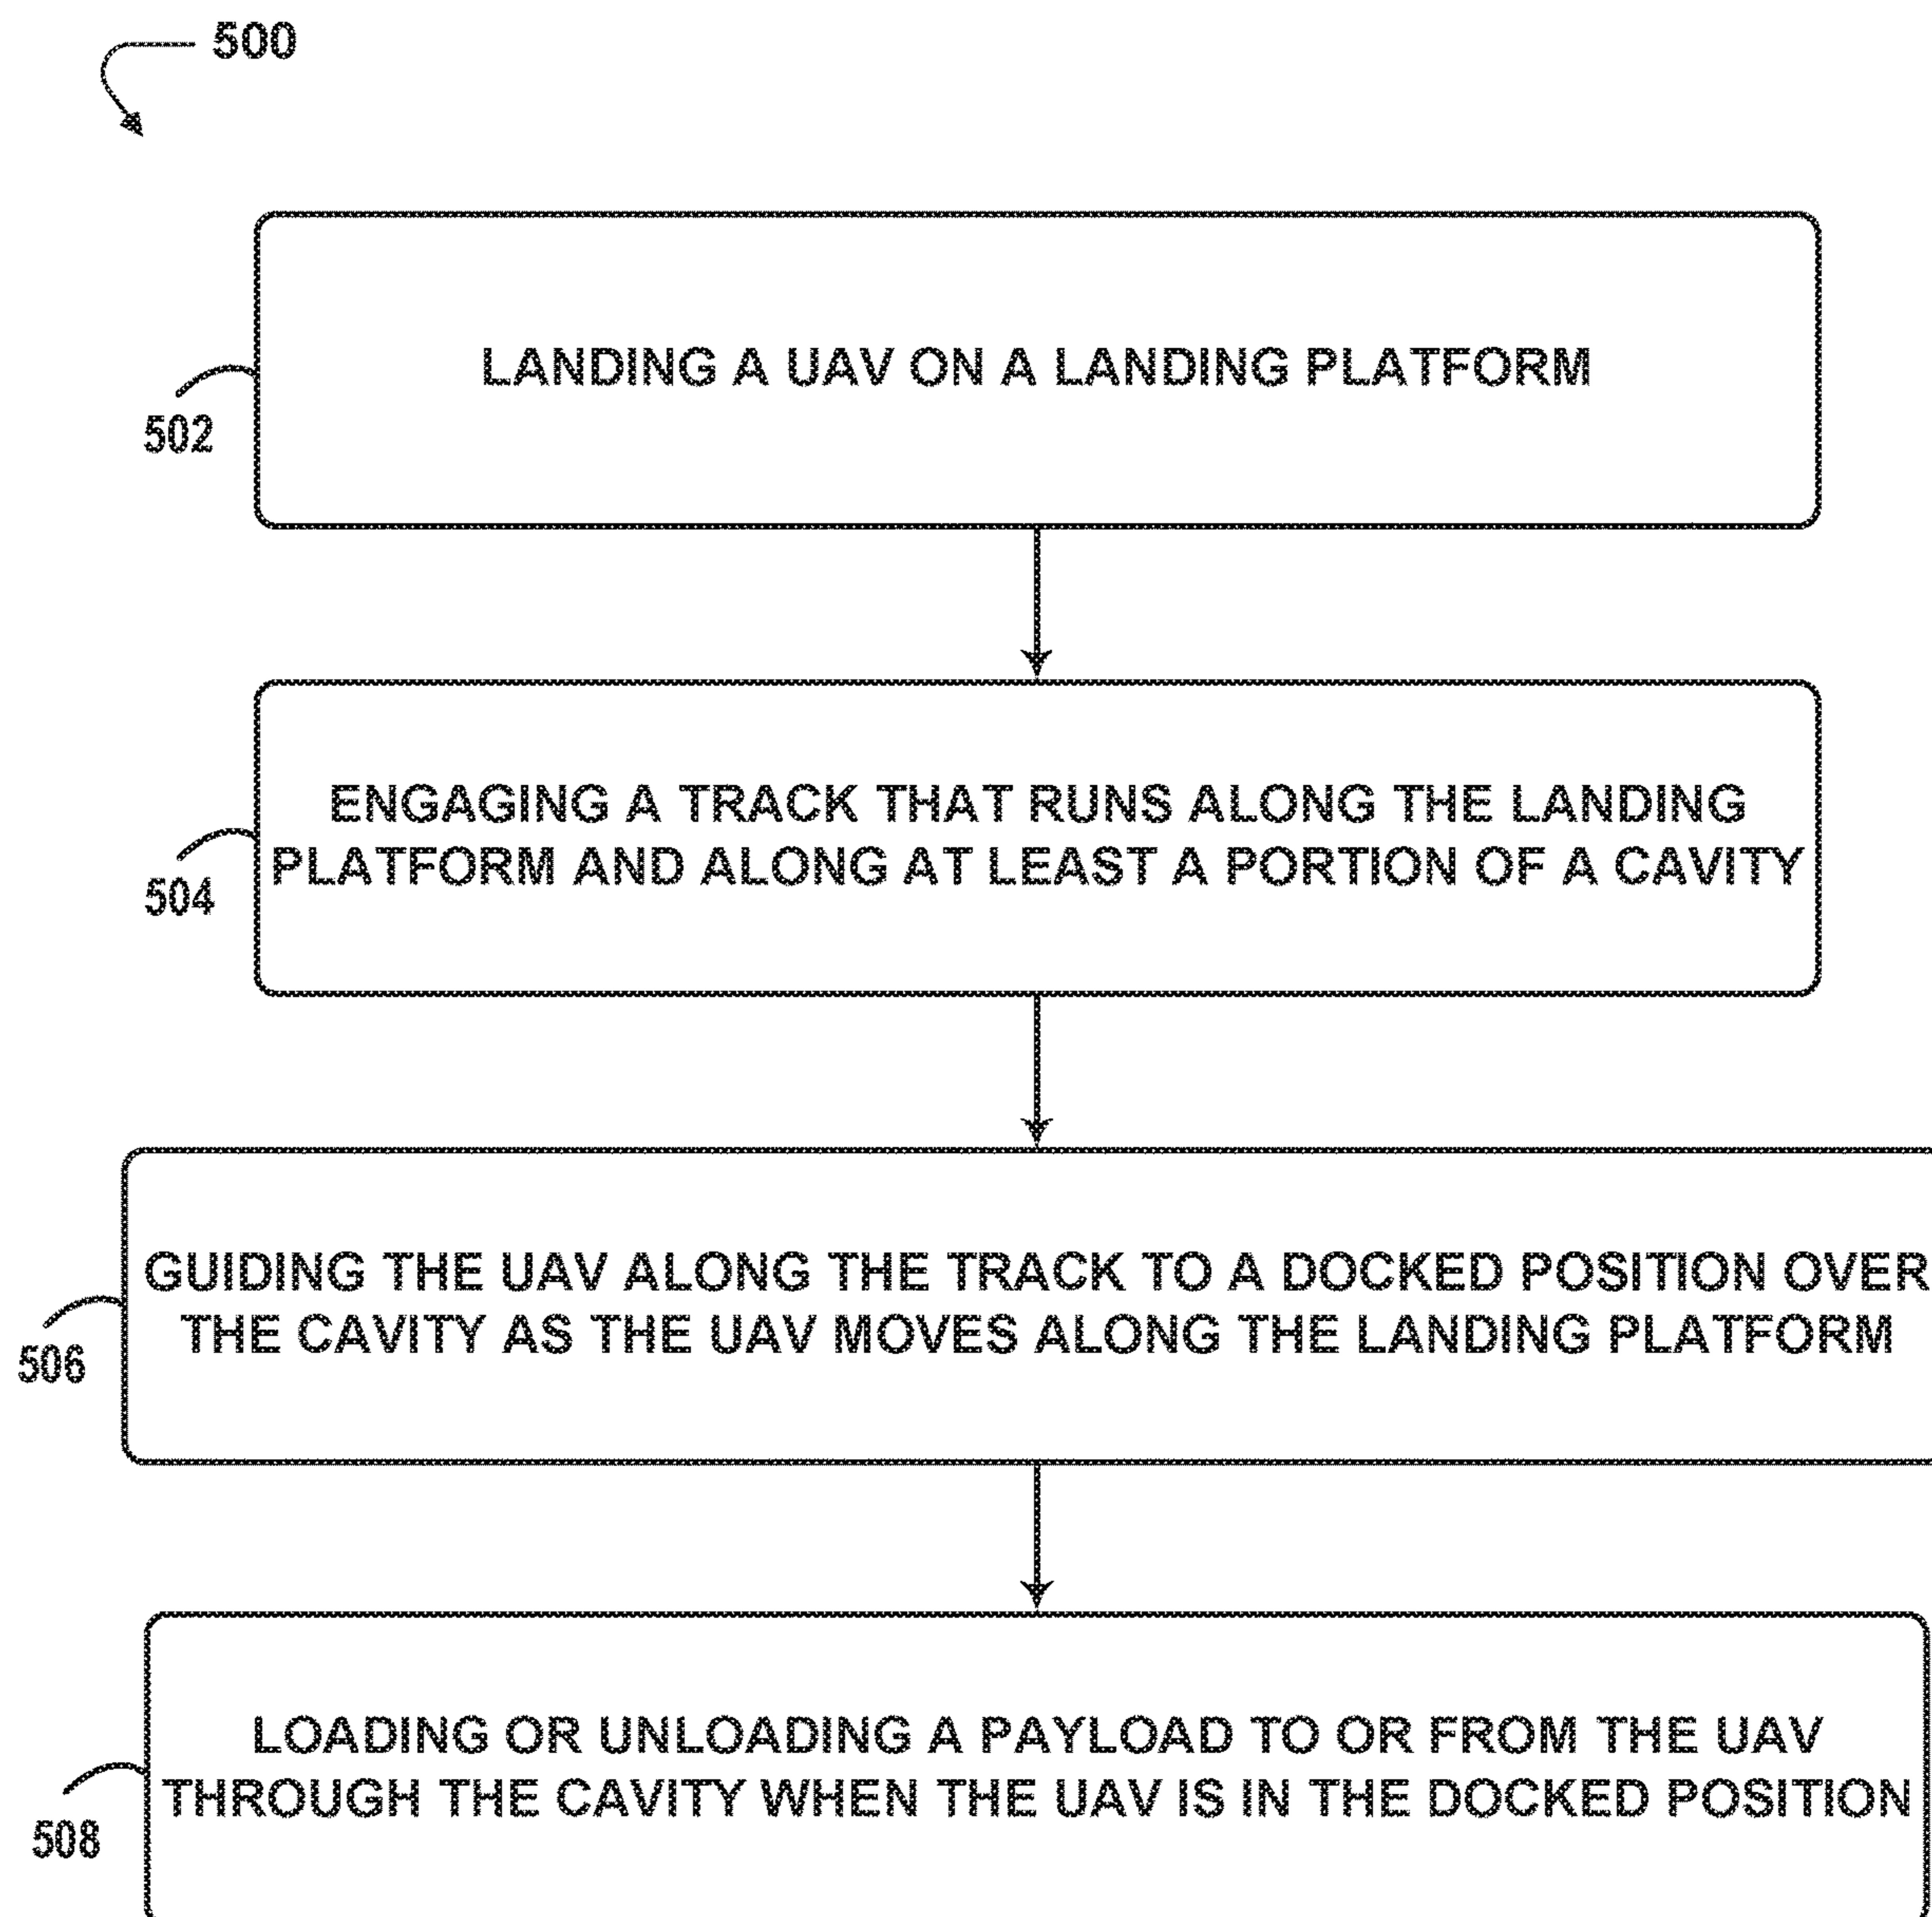 500
LANDING A UAV ON A LANDING PLATFORM
502
ENGAGING A TRACK THAT RUNS ALONG THE LANDING
PLATFORM AND ALONG AT LEAST A PORTION OF A CAVITY
504
GUIDING THE UAV ALONG THE TRACK TO A DOCKED POSITION OVER
THE CAVITY AS THE UAV MOVES ALONG THE LANDING PLATFORM
506
LOADING OR UNLOADING A PAYLOAD TO OR FROM THE UAV
THROUGH THE CAVITY WHEN THE UAV IS IN THE DOCKED POSITION
508